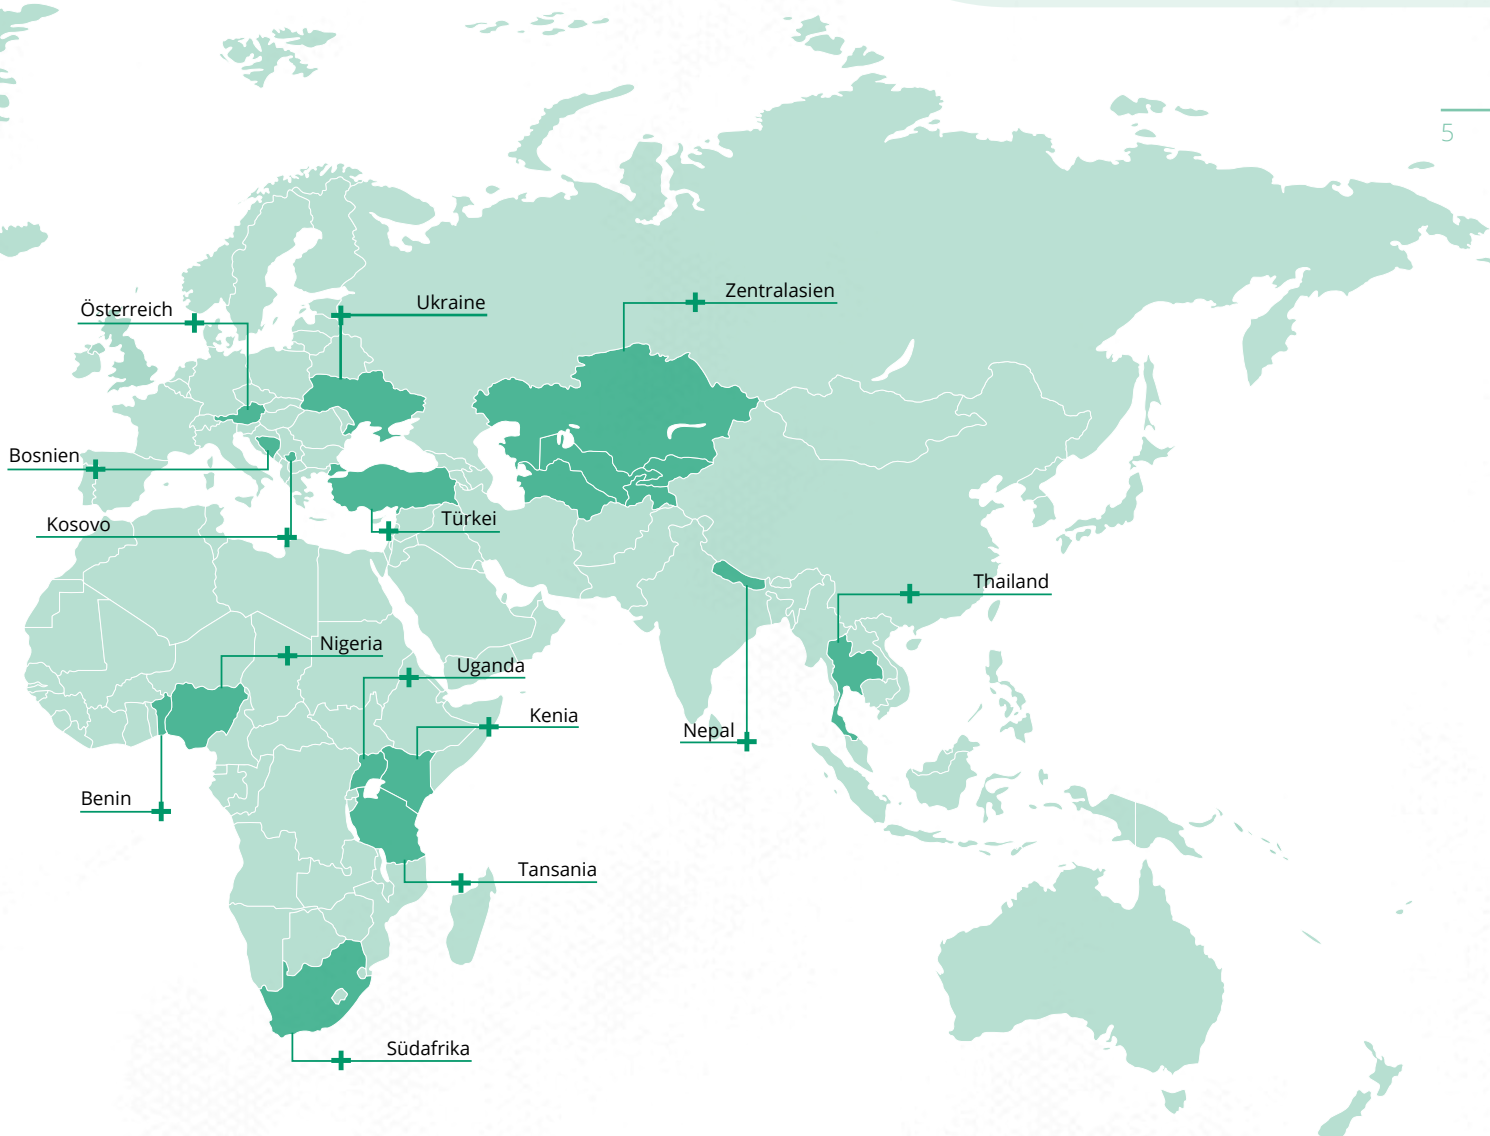 5
Zentralasien
Ukraine
Österreich
Bosnien
Türkei
Kosovo
Thailand
Nigeria
Uganda
Kenia
Nepal
Benin
Tansania
Südafrika